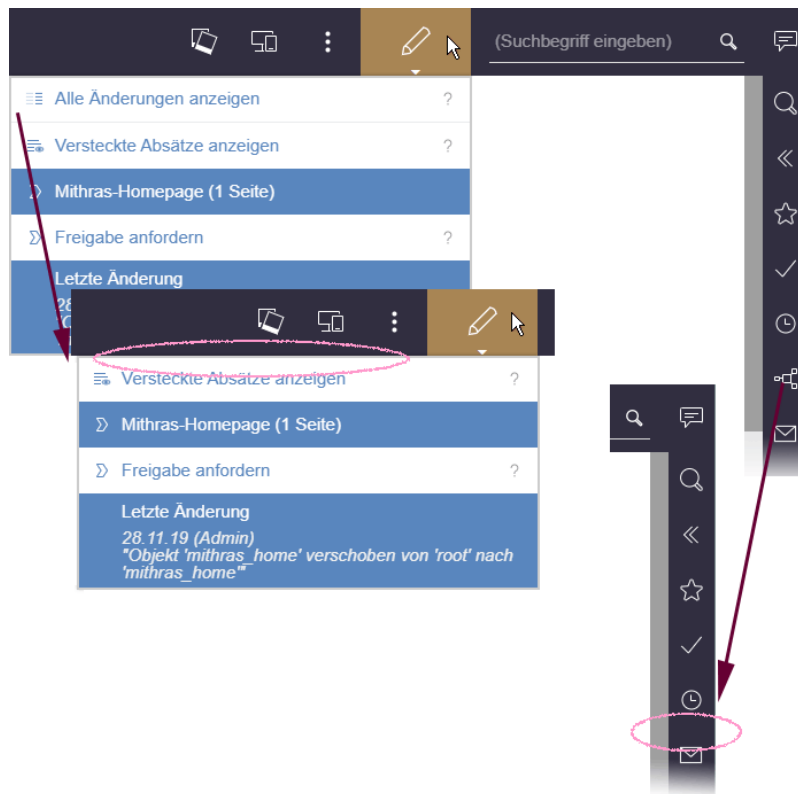 (Suchbegriff eingeben)
Alle Änderungen anzeigen ?
Versteckte Absätze anzeigen ?
Mithras-Homepage (1 Seite)
Freigabe anfordern ?
Letzte Änderung
Versteckte Absätze anzeigen ?
Mithras-Homepage (1 Seite)
Freigabe anfordern ?
Letzte Änderung
28.11.19 (Admin)
"Objekt 'mithras_home' verschoben von 'root' nach
'mithras_home'"